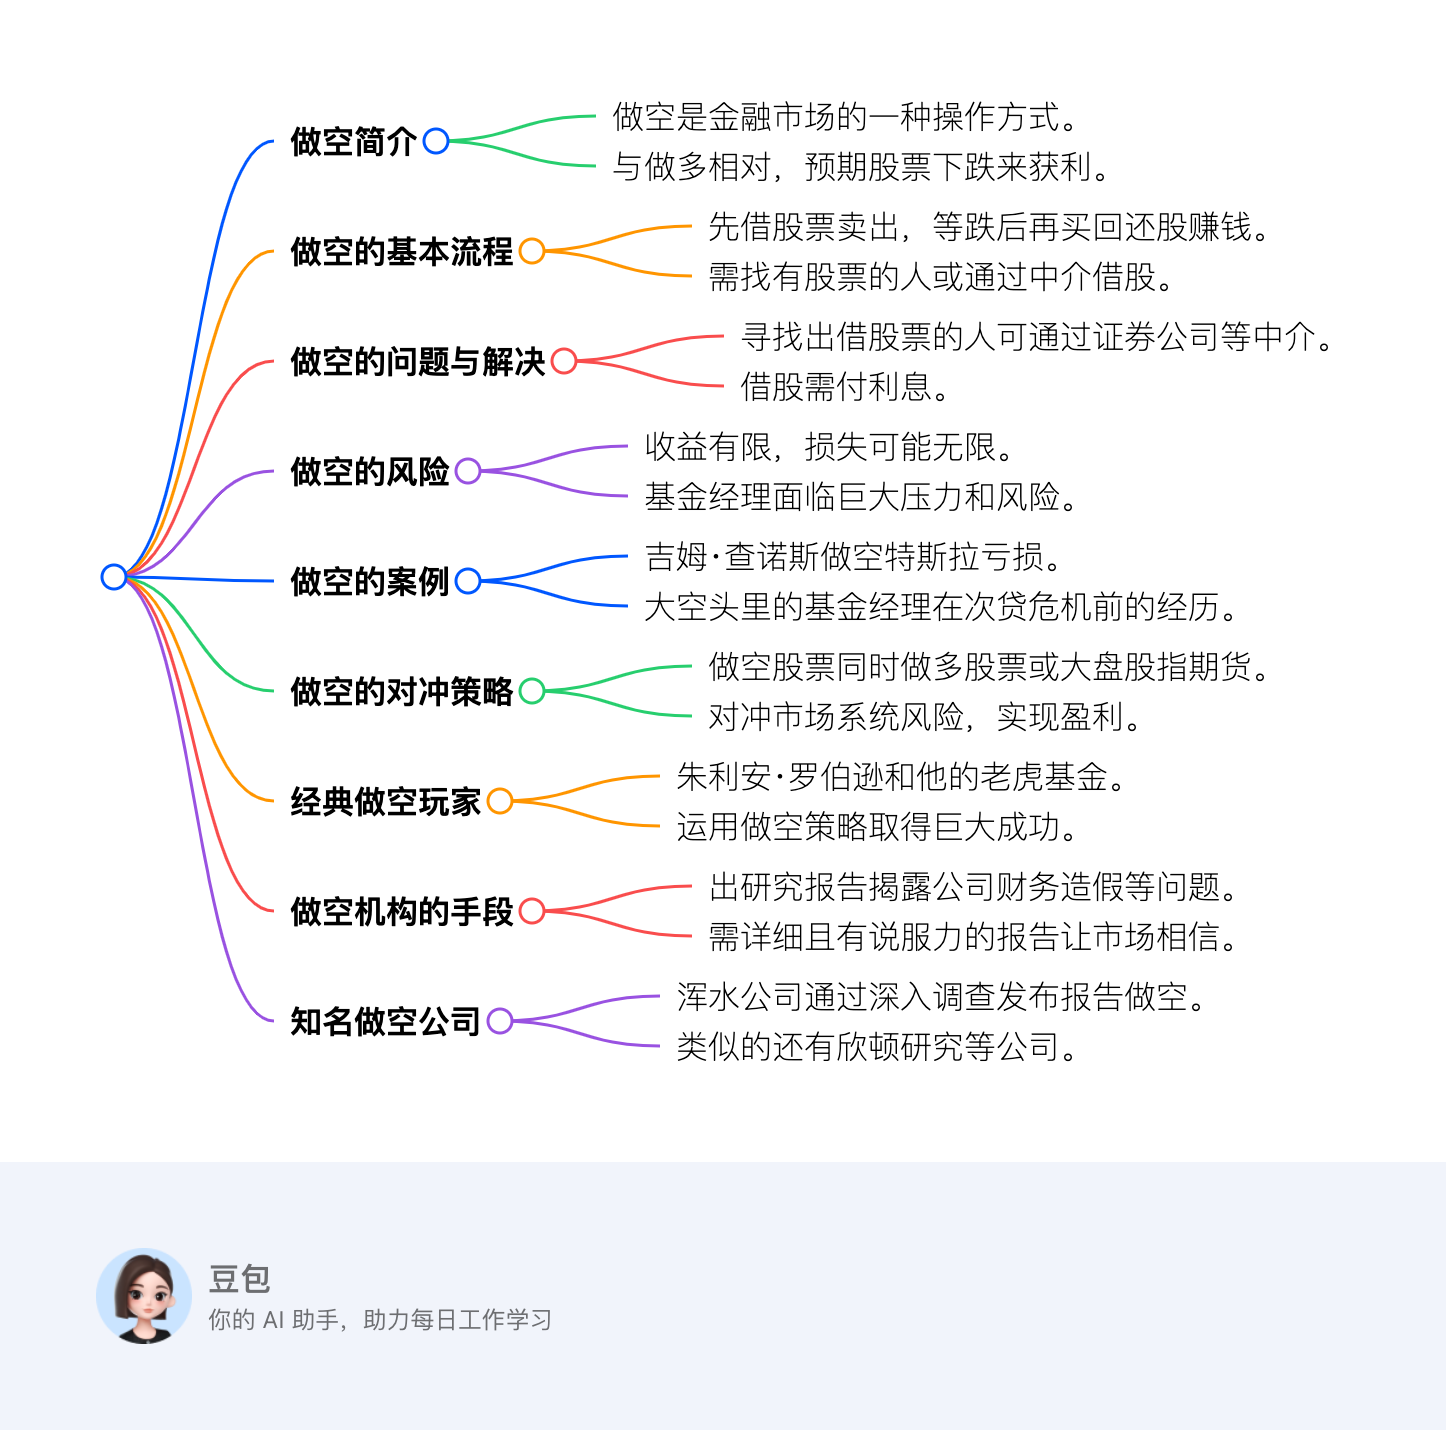 做空简介
做空是金融市场的一种操作方式。
与做多相对，预期股票下跌来获利。
做空的基本流程
先借股票卖出，等跌后再买回还股赚钱。
需找有股票的人或通过中介借股。
做空的问题与解决
寻找出借股票的人可通过证券公司等中介。
借股需付利息。
做空的风险
收益有限，损失可能无限。
基金经理面临巨大压力和风险。
做空的案例
吉姆·查诺斯做空特斯拉亏损。
大空头里的基金经理在次贷危机前的经历。
做空的对冲策略
做空股票同时做多股票或大盘股指期货。
对冲市场系统风险，实现盈利。
经典做空玩家
朱利安·罗伯逊和他的老虎基金。
运用做空策略取得巨大成功。
做空机构的手段
出研究报告揭露公司财务造假等问题。
需详细且有说服力的报告让市场相信。
知名做空公司
浑水公司通过深入调查发布报告做空。
类似的还有欣顿研究等公司。
豆包
你的 AI 助手，助力每日工作学习